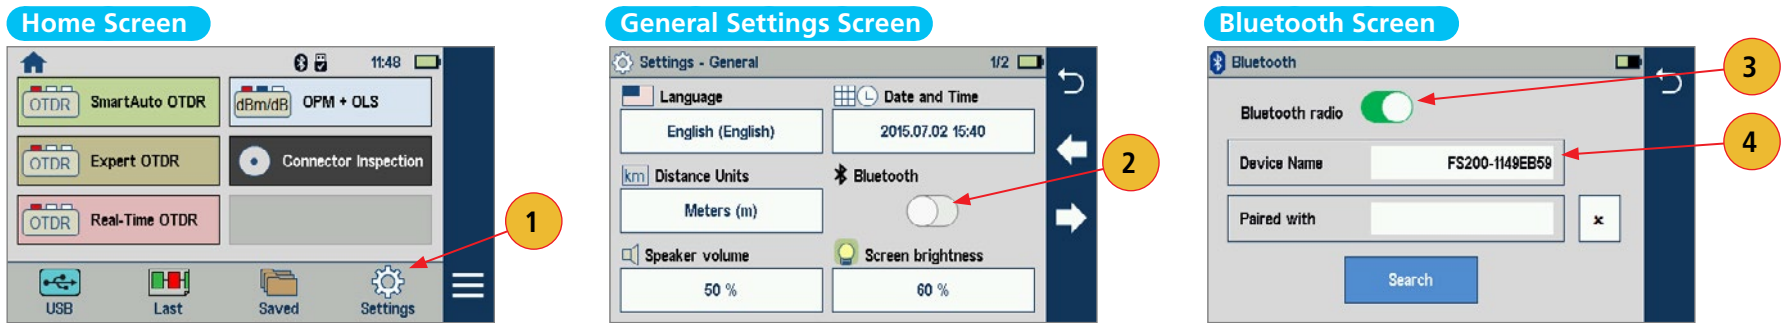 Home Screen
11:48
OTDR SmartAuto OTDR
dBm/dB OPM + OLS
OTDR Expert OTDR
Connector Inspection
OTDR Real-Time OTDR
USB
Last
Saved
Settings
1
General Settings Screen
Settings - General 1/2
Language
Date and Time
English (English)
2015.07.02 15:40
km Distance Units
Bluetooth
Meters (m)
Speaker volume
Screen brightness
50 %
60 %
2
Bluetooth Screen
Bluetooth
Bluetooth radio
Device Name FS200-1149EB59
Paired with x
Search
3
4